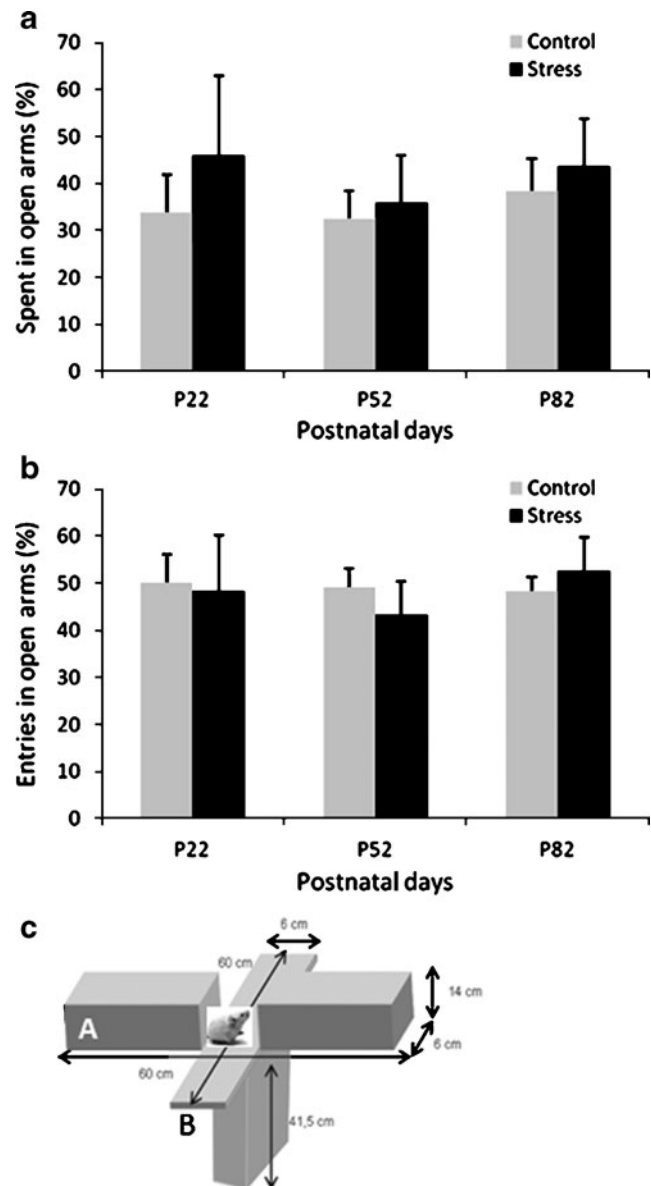 a
Spent in open arms (%)
70
60
50
40
30
20
10
0
Control
Stress
P22 P52 P82
Postnatal days
b
Entries in open arms (%)
70
60
50
40
30
20
10
0
Control
Stress
P22 P52 P82
Postnatal days
c
6 cm
60 cm
14 cm
A
6 cm
60 cm
B
41,5 cm